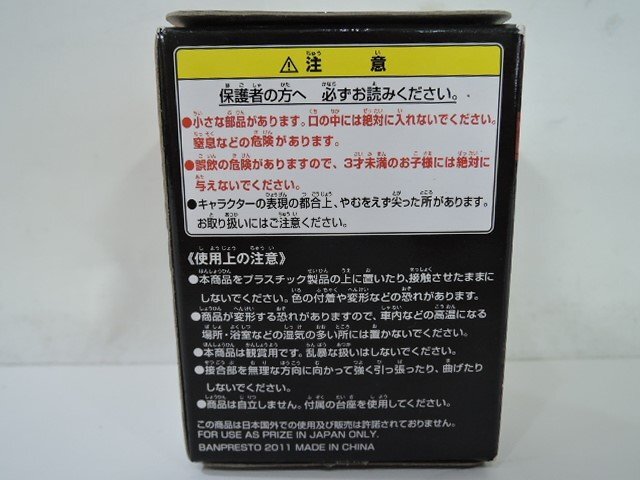 ⚠注意
保護者の方へ 必ずお読みください。
●小さな部品があります。口の中には絶対に入れないでください。
窒息などの危険があります。
●誤飲の危険がありますので、3才未満のお子様には絶対に
与えないでください。
●キャラクターの表現の都合上、やむをえず尖った所があります。
お取り扱いにはご注意ください。
《使用上の注意》
●本商品をプラスチック製品の上に置いたり、接触させたままに
しないでください。色の付着や変形などの恐れがあります。
●商品が変形する恐れがありますので、車内などの高温になる
場所・浴室などの湿気の多い所には置かないでください。
●本商品は観賞用です。乱暴な扱いはしないでください。
●接合部を無理な方向に向かって強く引っ張ったり、曲げたり
しないでください。
●商品は自立しません。付属の台座を使用してください。
この商品は日本国外での使用及び販売は許諾されておりません。
FOR USE AS PRIZE IN JAPAN ONLY.
BANPRESTO 2011 MADE IN CHINA